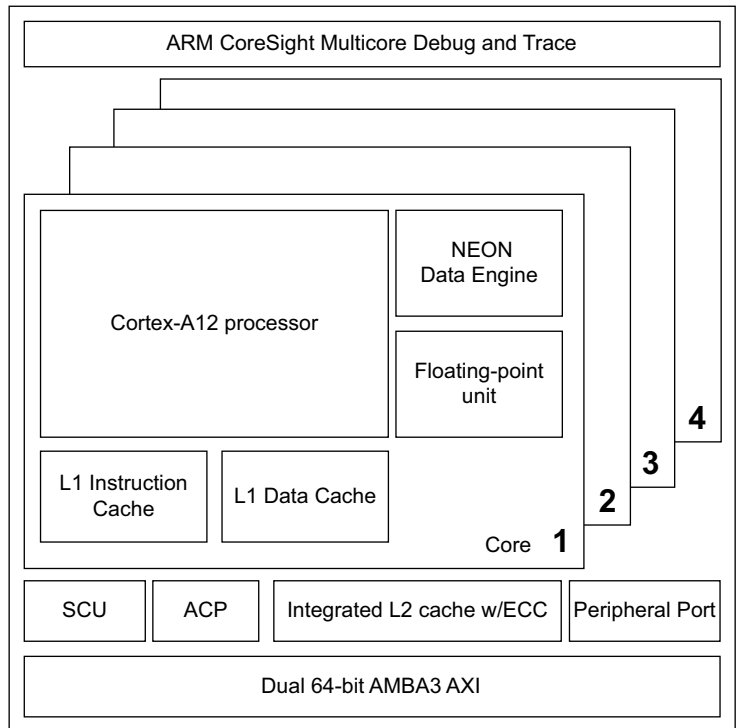 ARM CoreSight Multicore Debug and Trace
Cortex-A12 processor
NEON
Data Engine
Floating-point
unit
L1 Instruction
Cache
L1 Data Cache
Core 1
2
3
4
SCU
ACP
Integrated L2 cache w/ECC
Peripheral Port
Dual 64-bit AMBA3 AXI